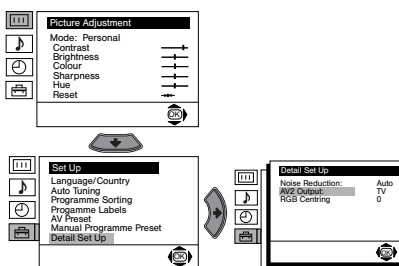 Picture Adjustment
Mode: Personal
Contrast
Brightness
Colour
Sharpness
Hue
Reset
OK
Set Up
Language/Country
Auto Tuning
Programme Sorting
Progamme Labels
AV Preset
Manual Programme Preset
Detail Set Up
OK
Detail Set Up
Noise Reduction: Auto
AV2 Output: TV
RGB Centring 0
OK